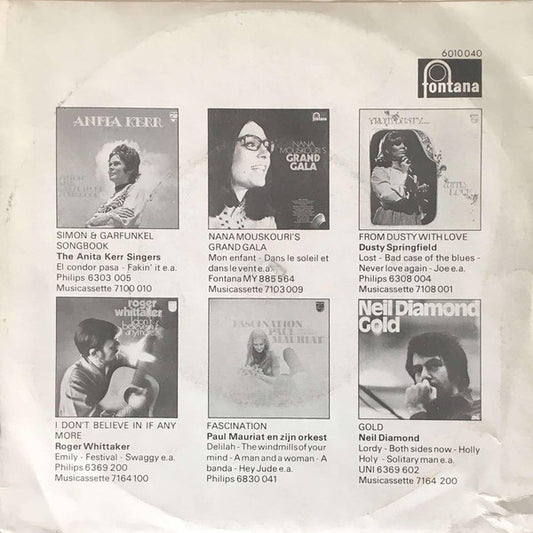 6010 040
fontana
ANITA KERR
SIMON & GARFUNKEL
SONGBOOK
The Anita Kerr Singers
El condor pasa - Fakin' it e.a.
Philips 6303 005
Musicassette 7100 010
NANA
MOUSKOURI'S
GRAND
GALA
NANA MOUSKOURI'S
GRAND GALA
Mon enfant - Dans le soleil et
dans le vent e.a.
Fontana MY 885 564
Musicassette 7103 009
FROM DUSTY WITH LOVE
Dusty Springfield
Lost - Bad case of the blues -
Never love again - Joe e.a.
Philips 6308 004
Musicassette 7108 001
roger
whittaker
I don't
believe in if
anymore
I DON'T BELIEVE IN IF ANY
MORE
Roger Whittaker
Emily - Festival - Swaggy e.a.
Philips 6369 200
Musicassette 7164 100
FASCINATION
PAUL
MAURIAT
FASCINATION
Paul Mauriat en zijn orkest
Delilah - The windmills of your
mind - A man and a woman - A
banda - Hey Jude e.a.
Philips 6830 041
Neil Diamond
Gold
GOLD
Neil Diamond
Lordy - Both sides now - Holly
Holy - Solitary man e.a.
UNI 6369 602
Musicassette 7164 200